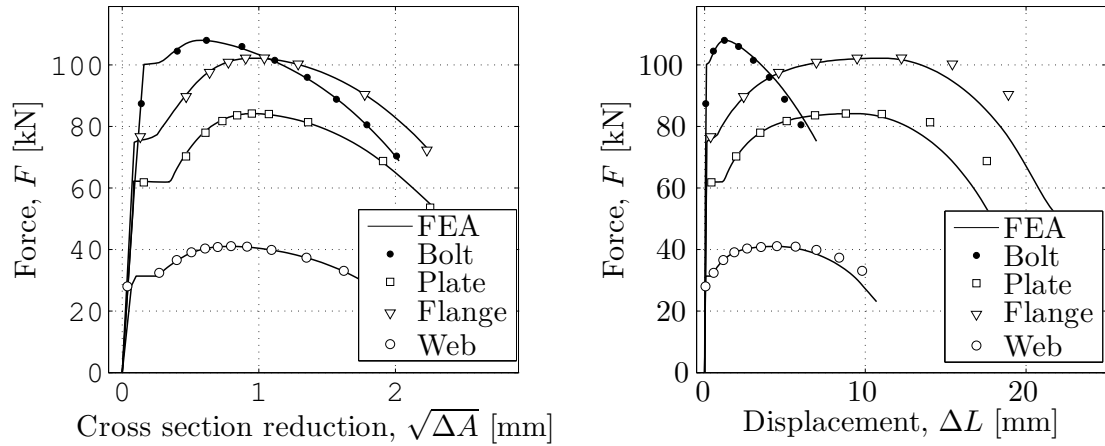 Force, F [kN]
100
80
60
40
20
0
0
1
2
Cross section reduction, √ΔA [mm]
FEA
Bolt
Plate
Flange
Web
Force, F [kN]
100
80
60
40
20
0
0
10
20
Displacement, ΔL [mm]
FEA
Bolt
Plate
Flange
Web